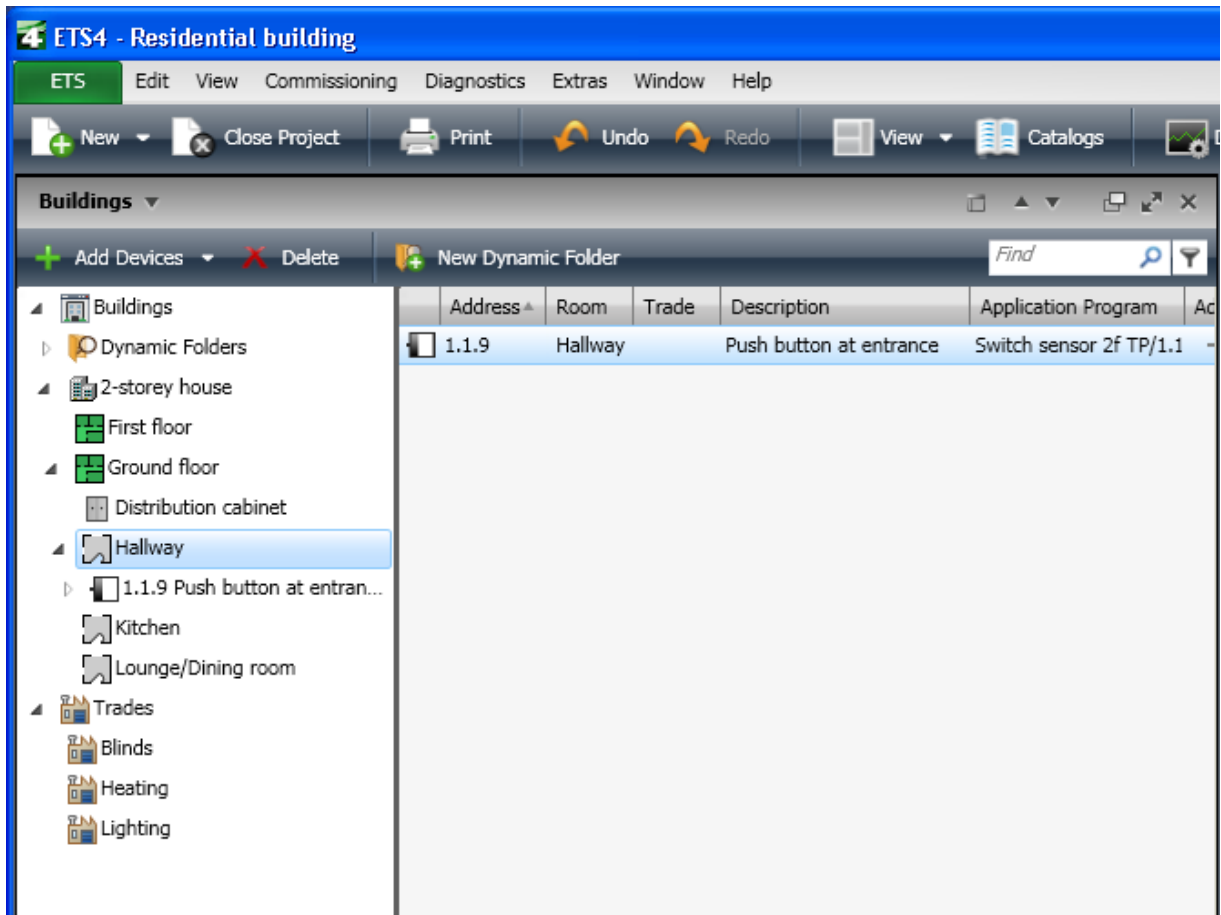 4 ETS4 - Residential building
ETS Edit View Commissioning Diagnostics Extras Window Help
New Close Project Print Undo Redo View Catalogs D
Buildings
Add Devices Delete New Dynamic Folder Find
Buildings
Dynamic Folders
2-storey house
First floor
Ground floor
Distribution cabinet
Hallway
1.1.9 Push button at entran...
Kitchen
Lounge/Dining room
Trades
Blinds
Heating
Lighting
Address Room Trade Description Application Program Ac
1.1.9 Hallway Push button at entrance Switch sensor 2f TP/1.1 -